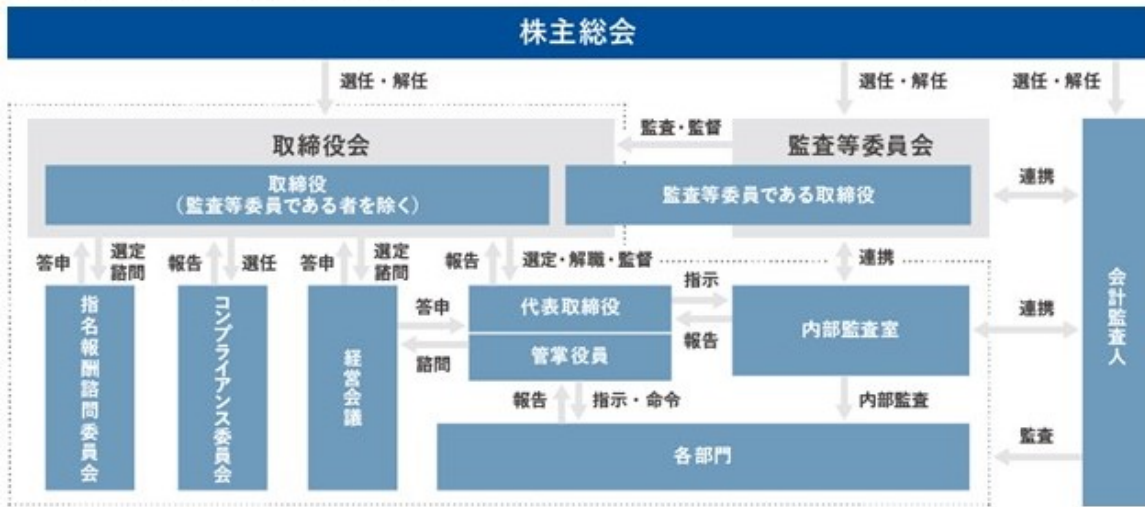 株主総会
選任・解任
選任・解任
選任・解任
取締役会
監査・監督
監査等委員会
取締役
（監査等委員である者を除く）
監査等委員である取締役
連携
答申
選定
諮問
報告
選任
答申
選定
諮問
報告
選定・解職・監督
連携
指名報酬諮問委員会
コンプライアンス委員会
経営会議
答申
諮問
代表取締役
管掌役員
指示
報告
内部監査室
連携
会計監査人
報告
指示・命令
内部監査
各部門
監査